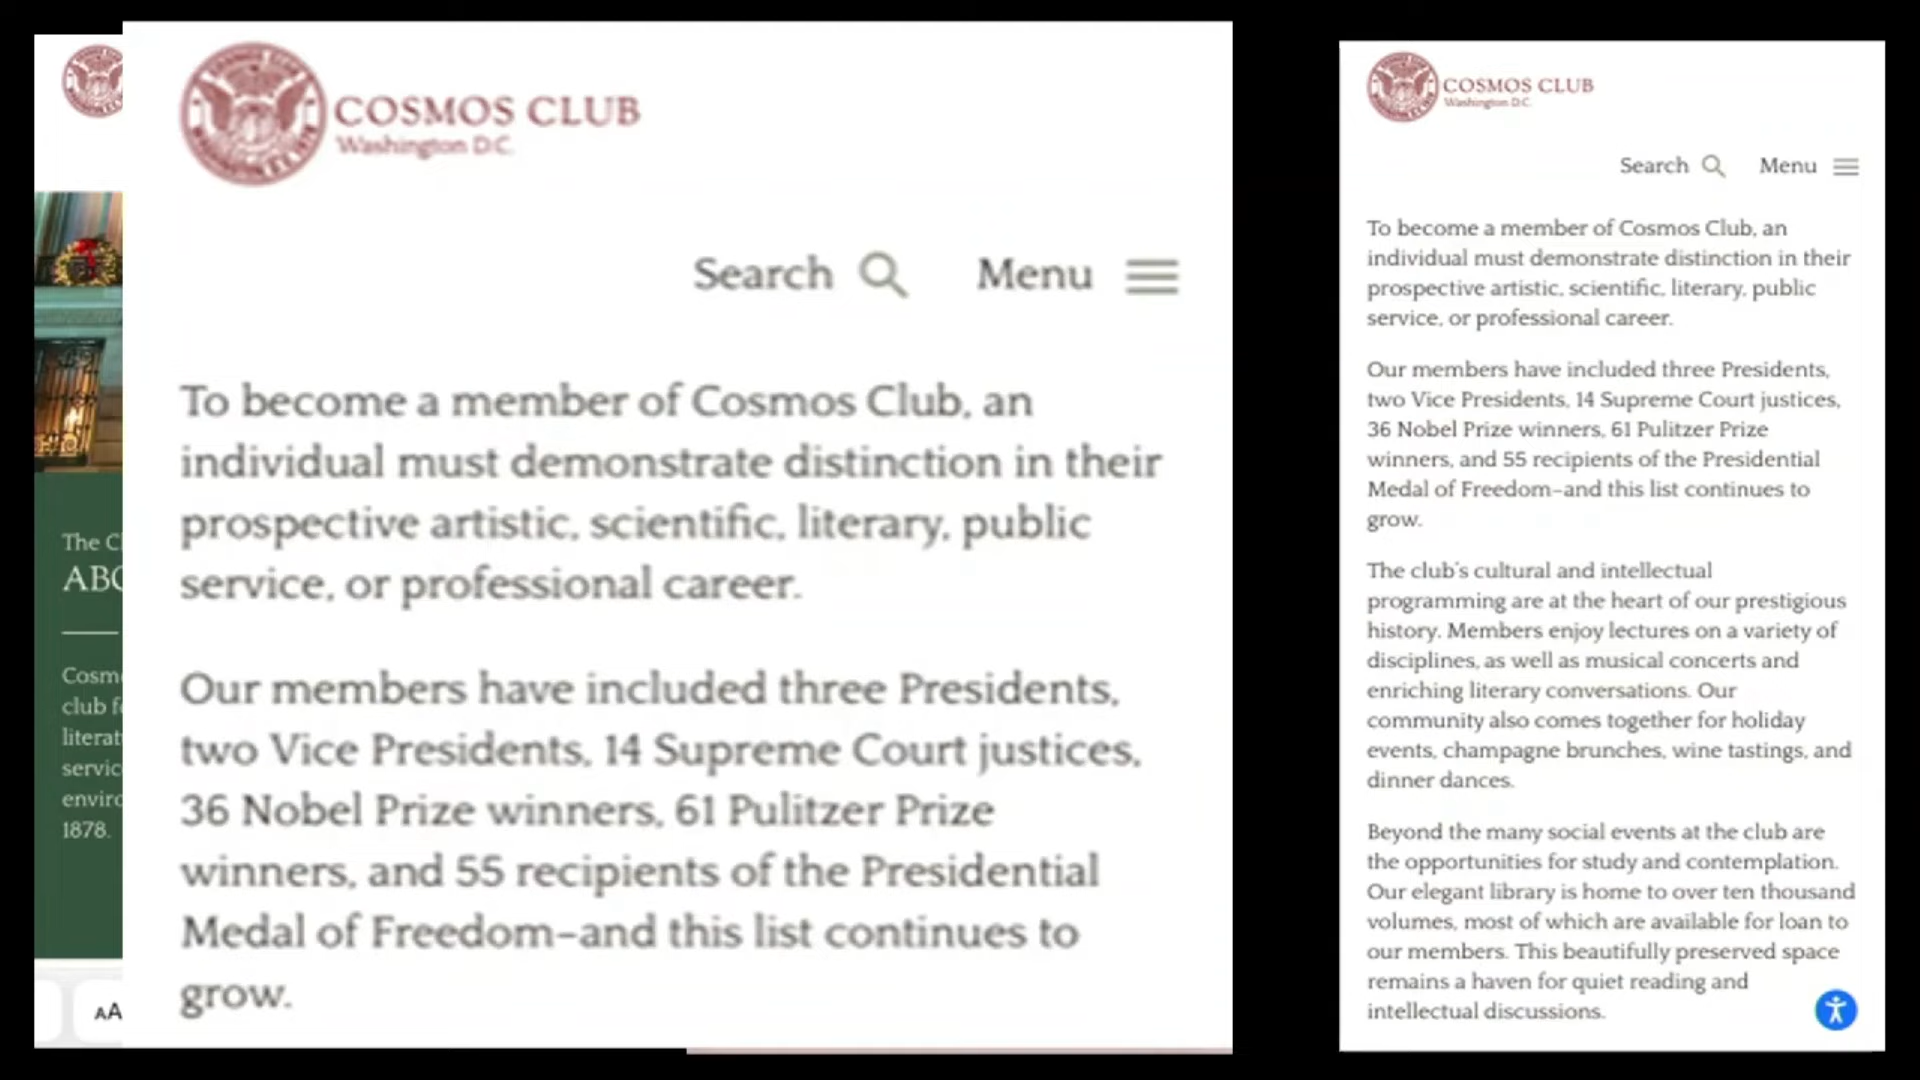 The C
ABO
Cosm
club f
literat
servic
enviro
1878.
AA
COSMOS CLUB
Washington D.C.
Search
Menu
To become a member of Cosmos Club, an
individual must demonstrate distinction in their
prospective artistic, scientific, literary, public
service, or professional career.
Our members have included three Presidents,
two Vice Presidents, 14 Supreme Court justices,
36 Nobel Prize winners, 61 Pulitzer Prize
winners, and 55 recipients of the Presidential
Medal of Freedom–and this list continues to
grow.
COSMOS CLUB
Washington D.C.
Search
Menu
To become a member of Cosmos Club, an
individual must demonstrate distinction in their
prospective artistic, scientific, literary, public
service, or professional career.
Our members have included three Presidents,
two Vice Presidents, 14 Supreme Court justices,
36 Nobel Prize winners, 61 Pulitzer Prize
winners, and 55 recipients of the Presidential
Medal of Freedom–and this list continues to
grow.
The club's cultural and intellectual
programming are at the heart of our prestigious
history. Members enjoy lectures on a variety of
disciplines, as well as musical concerts and
enriching literary conversations. Our
community also comes together for holiday
events, champagne brunches, wine tastings, and
dinner dances.
Beyond the many social events at the club are
the opportunities for study and contemplation.
Our elegant library is home to over ten thousand
volumes, most of which are available for loan to
our members. This beautifully preserved space
remains a haven for quiet reading and
intellectual discussions.